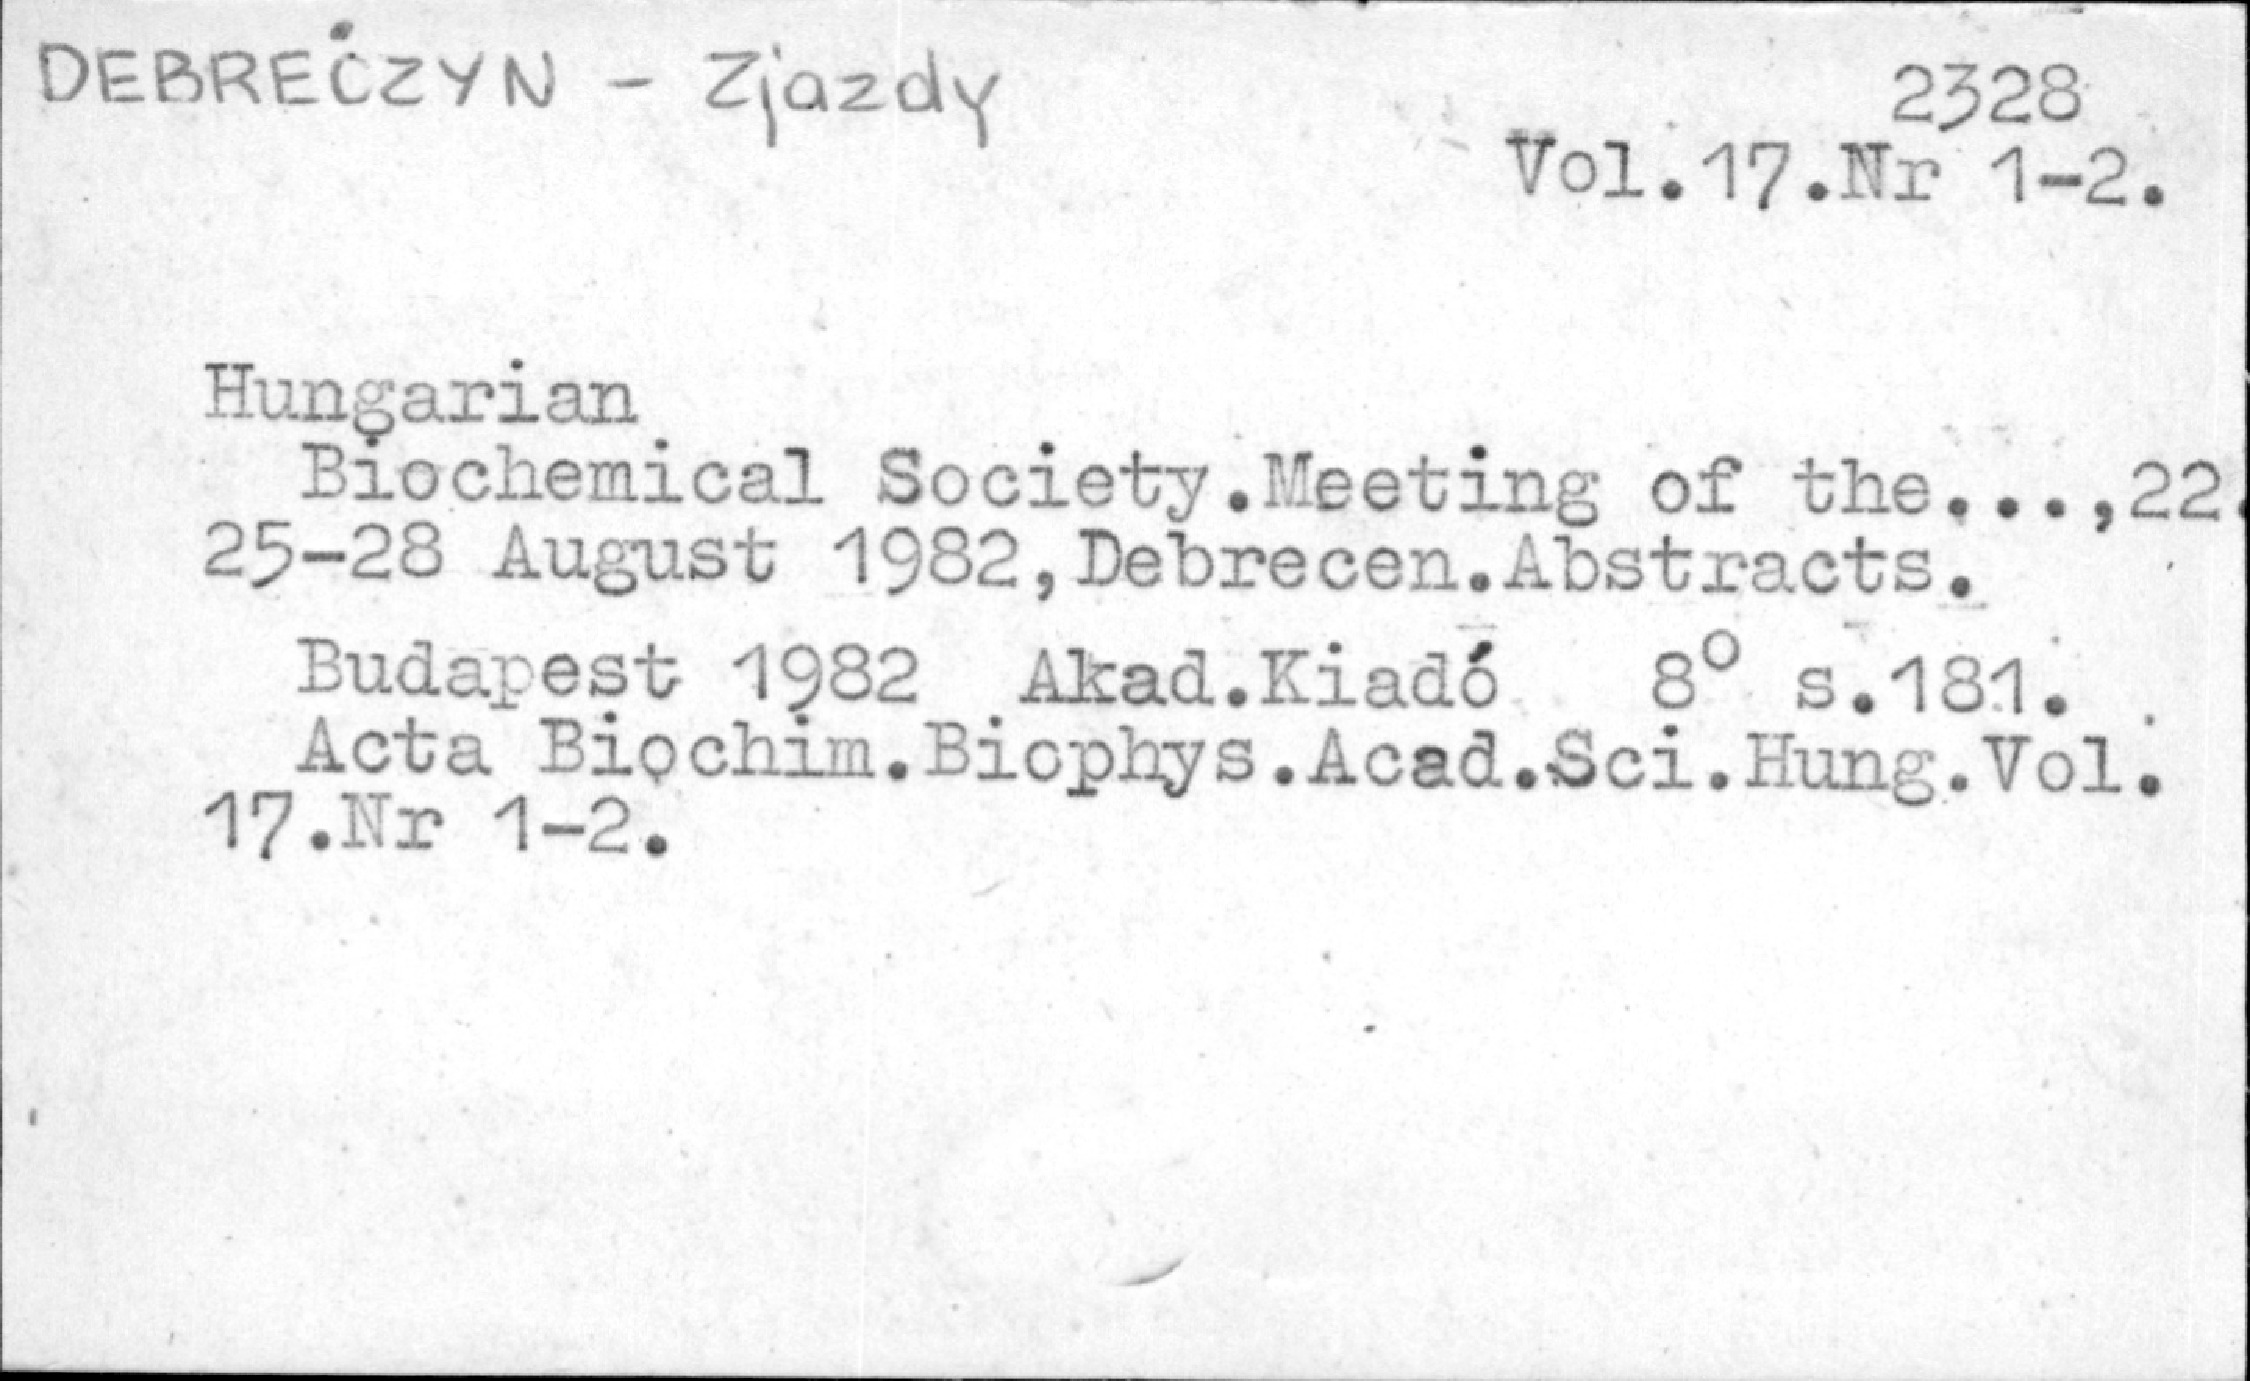 DEBRECZYN - Zjazdy
2328
Vol.17.Nr 1-2.
Hungarian
Biochemical Society.Meeting of the...,22.
25-28 August 1982,Debrecen.Abstracts.
Budapest 1982 Akad.Kiadó 8° s.181.
Acta Biochim.Biophys.Acad.Sci.Hung.Vol.
17.Nr 1-2.